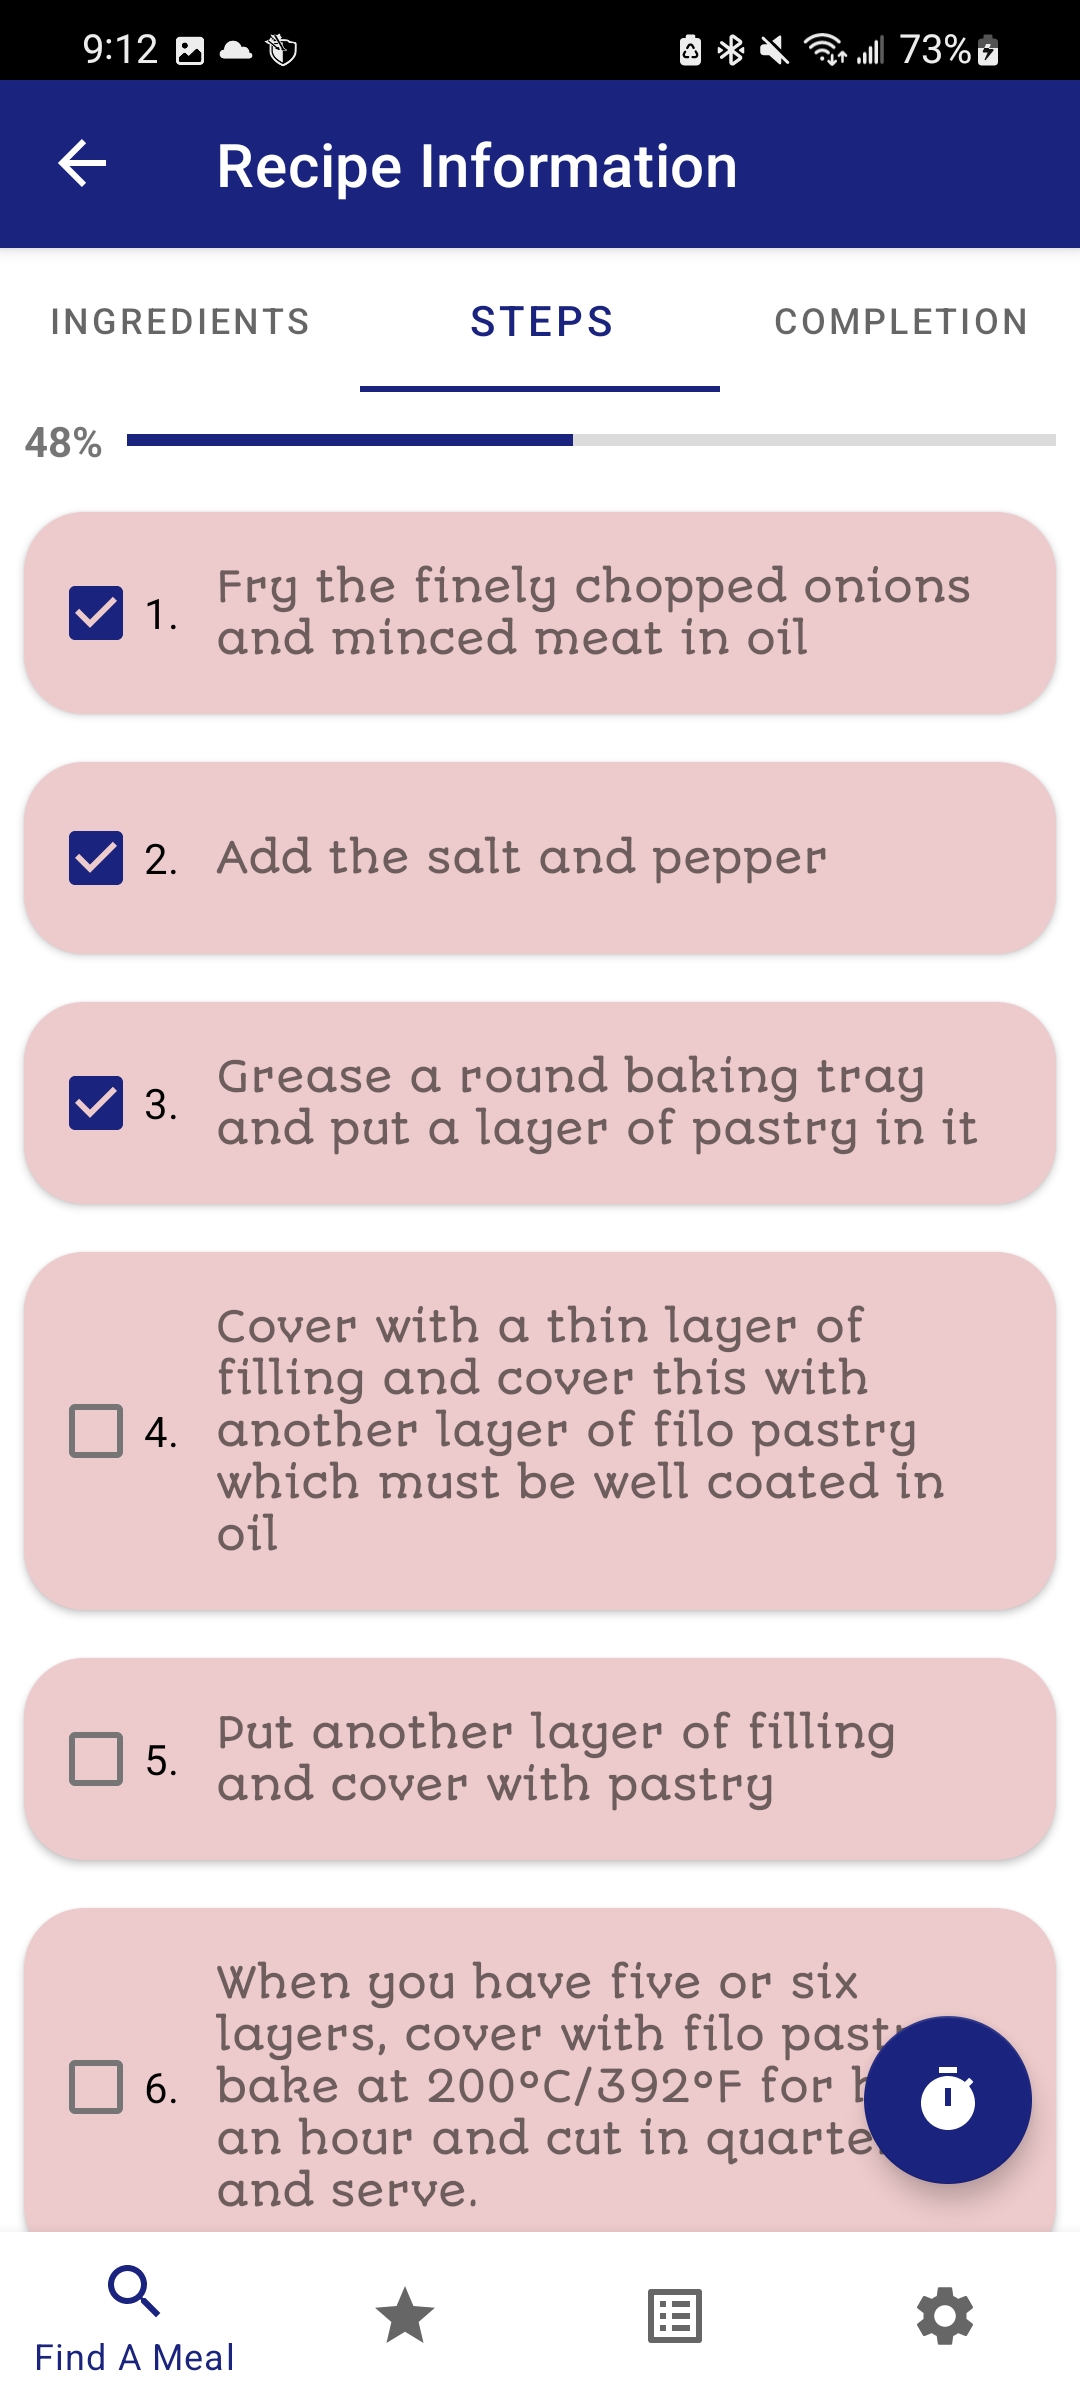 9:12
73%
Recipe Information
INGREDIENTS STEPS COMPLETION
48%
1. Fry the finely chopped onions
and minced meat in oil
2. Add the salt and pepper
3. Grease a round baking tray
and put a layer of pastry in it
4. Cover with a thin layer of
filling and cover this with
another layer of filo pastry
which must be well coated in
oil
5. Put another layer of filling
and cover with pastry
6. When you have five or six
layers, cover with filo
bake at 200°C/392°F for
an hour and cut in
and serve.
Find A Meal